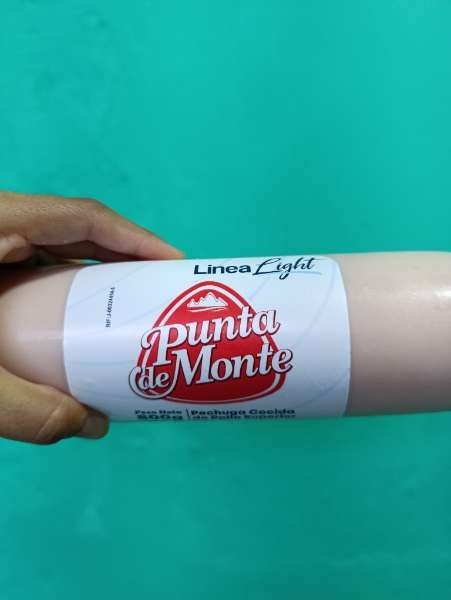 Linea Light
Punta
de Monte
Peso Neto
800g
Pechuga Cocida
de Pollo Superior